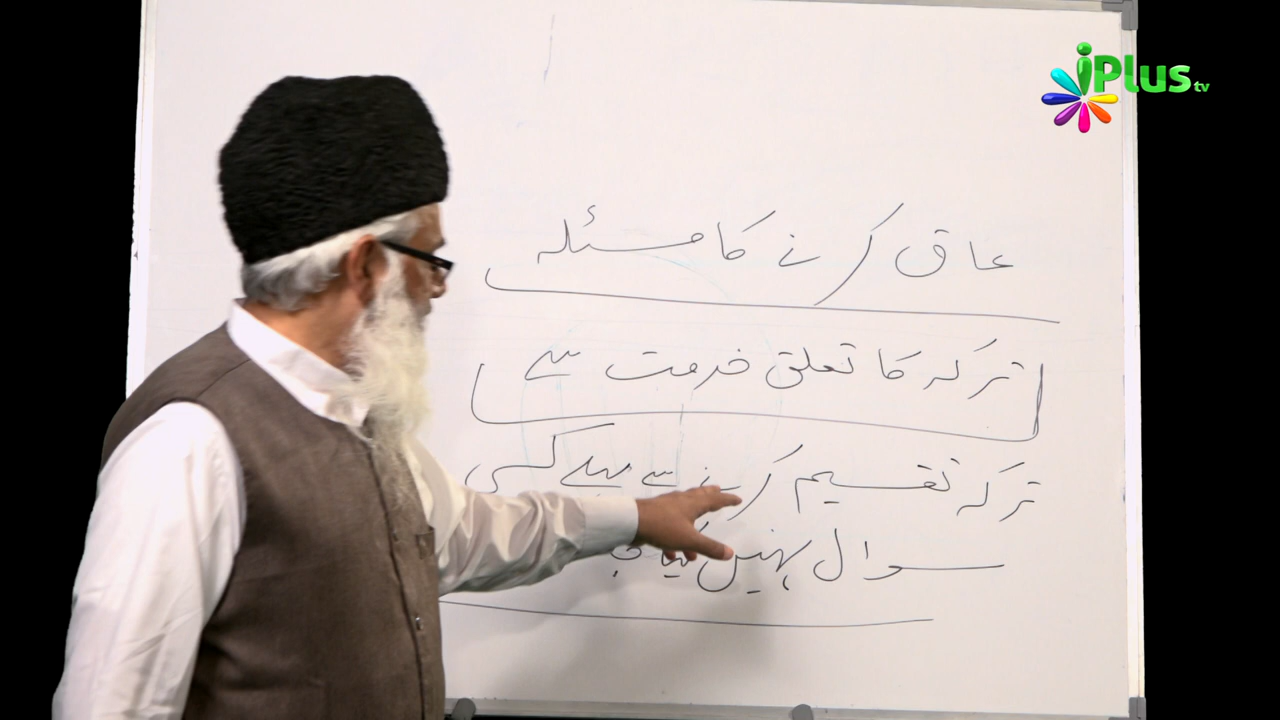 iPlus tv
عاق کرنے کا مسئلہ
ترکہ کا تعلق خدمت سے
ترکہ تقسیم کرنے سے پہلے کسی
سوال نہیں کیا